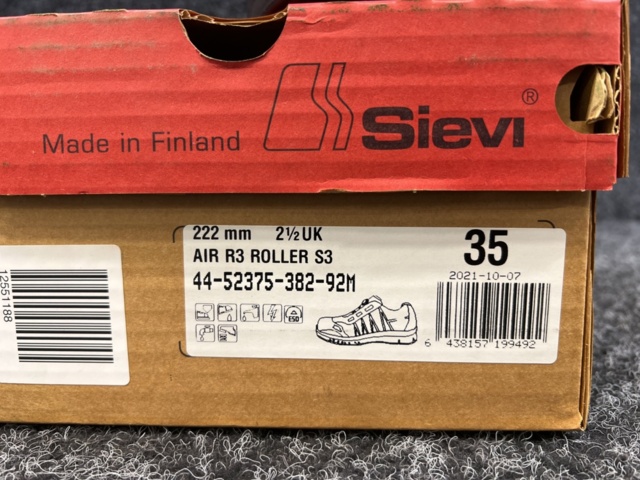 Made in Finland
Sievi ®
222 mm 2½UK
35
AIR R3 ROLLER S3
2021-10-07
44-52375-382-92M
ESD
6 438157 199492
12551188